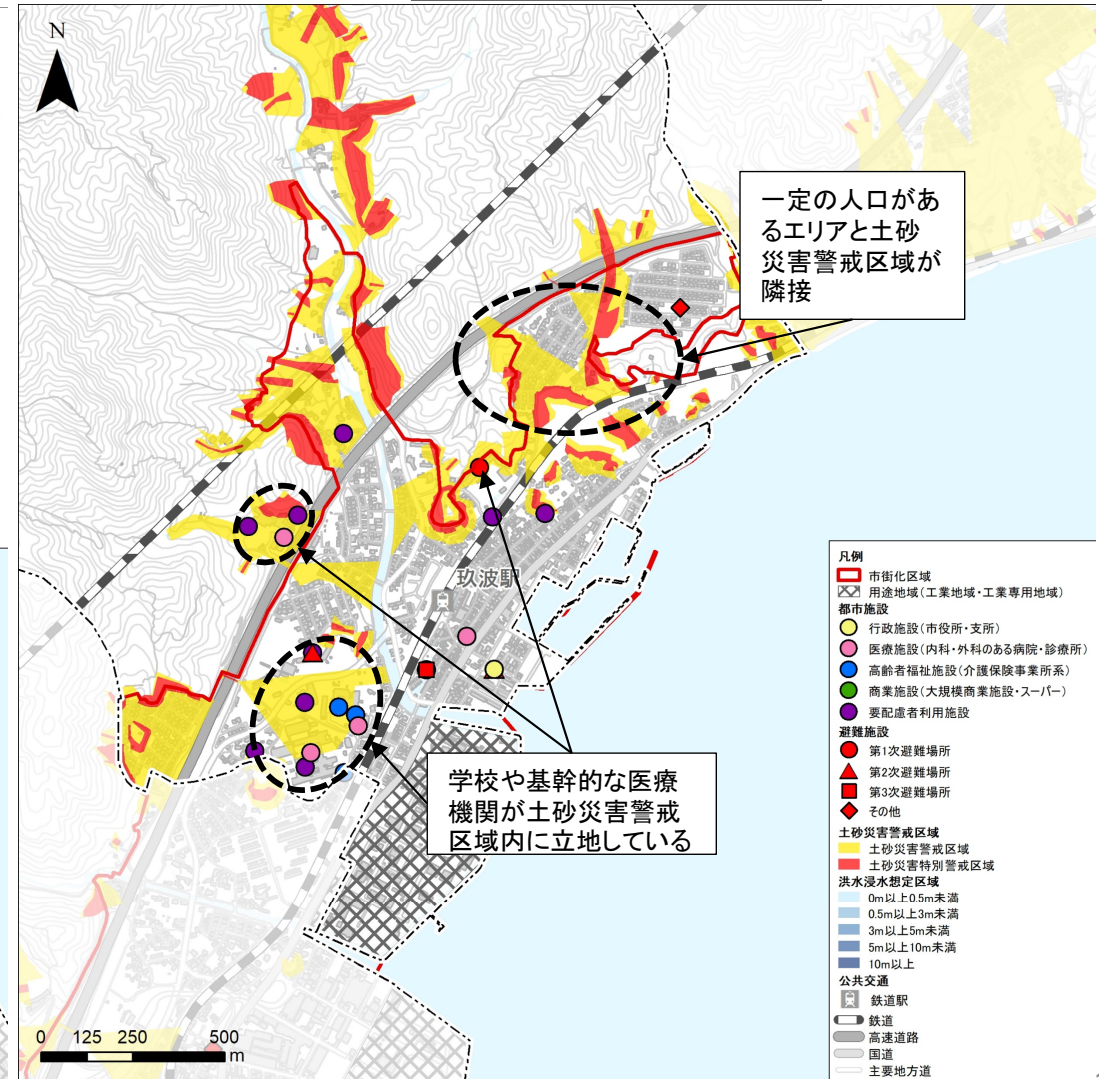 N
一定の人口があ
るエリアと土砂
災害警戒区域が
隣接
玖波駅
学校や基幹的な医療
機関が土砂災害警戒
区域内に立地している
0 125 250 500
m
凡例
市街化区域
用途地域(工業地域・工業専用地域)
都市施設
行政施設(市役所・支所)
医療施設(内科・外科のある病院・診療所)
高齢者福祉施設(介護保険事業所系)
商業施設(大規模商業施設・スーパー)
要配慮者利用施設
避難施設
第1次避難場所
第2次避難場所
第3次避難場所
その他
土砂災害警戒区域
土砂災害警戒区域
土砂災害特別警戒区域
洪水浸水想定区域
0m以上0.5m未満
0.5m以上3m未満
3m以上5m未満
5m以上10m未満
10m以上
公共交通
鉄道駅
鉄道
高速道路
国道
主要地方道